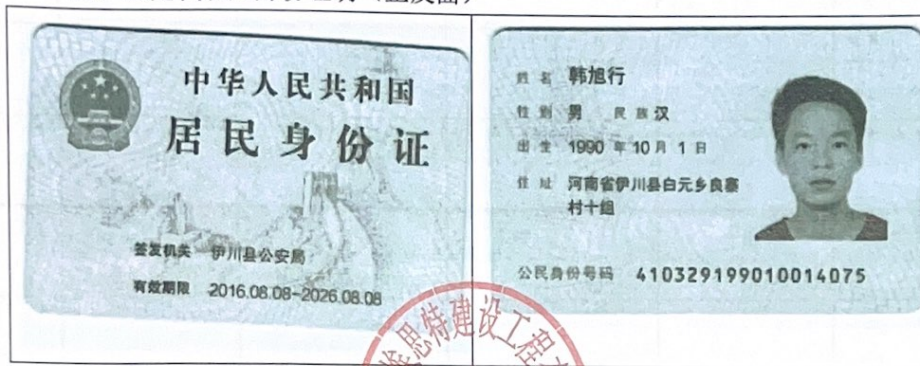 中华人民共和国
居民身份证
签发机关 伊川县公安局
有效期限 2016.08.08-2026.08.08
姓名 韩旭行
性别 男 民族 汉
出生 1990 年 10 月 1 日
住址 河南省伊川县白元乡良寨
村十组
公民身份号码 410329199010014075
思特建设工程